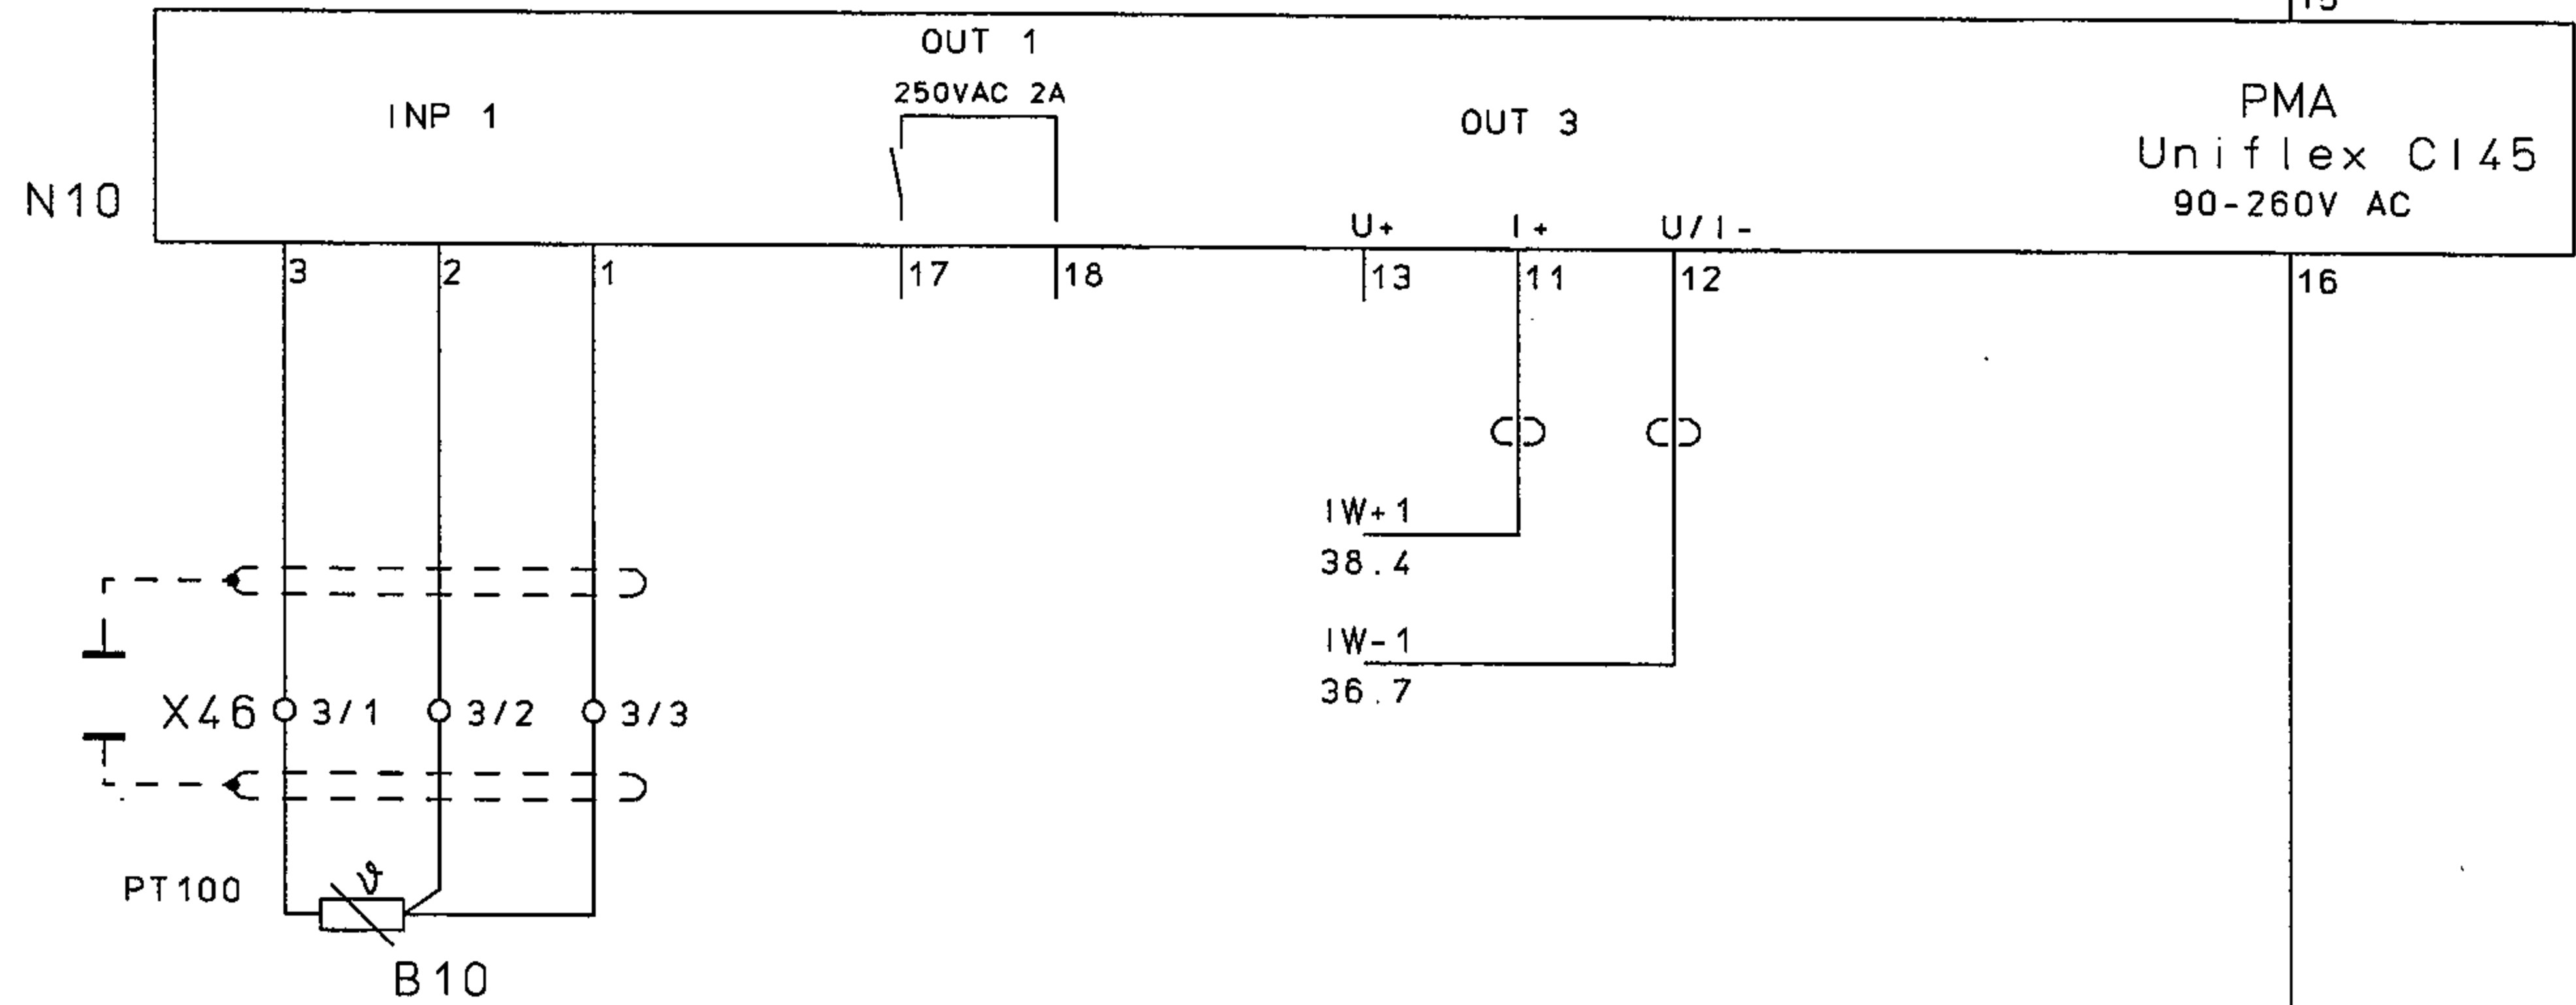 15
OUT 1
250VAC 2A
INP 1
OUT 3
PMA
Uniflex CI45
90-260V AC
N10
U+ I+ U/I-
3 2 1 17 18 13 11 12 16
IW+1
38.4
IW-1
36.7
X46 3/1 3/2 3/3
PT100
ϑ
B10